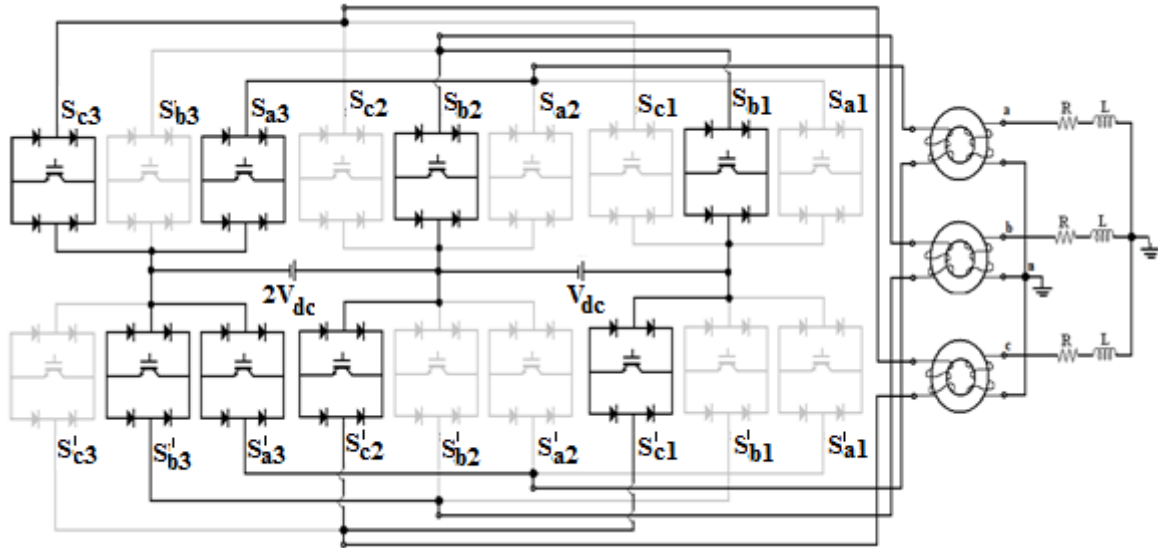 Sc3 Sb3 Sa3 Sc2 Sb2 Sa2 Sc1 Sb1 Sa1
a R L
b R L
n
2Vdc Vdc
c R L
S'c3 S'b3 S'a3 S'c2 S'b2 S'a2 S'c1 S'b1 S'a1